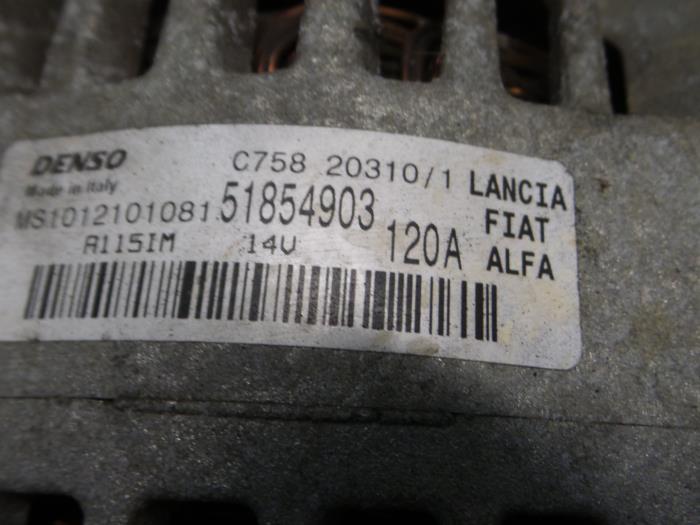 DENSO
Made in Italy
C758 20310/1
LANCIA
FIAT
ALFA
MS1012101081
51854903
A115IM
14V
120A